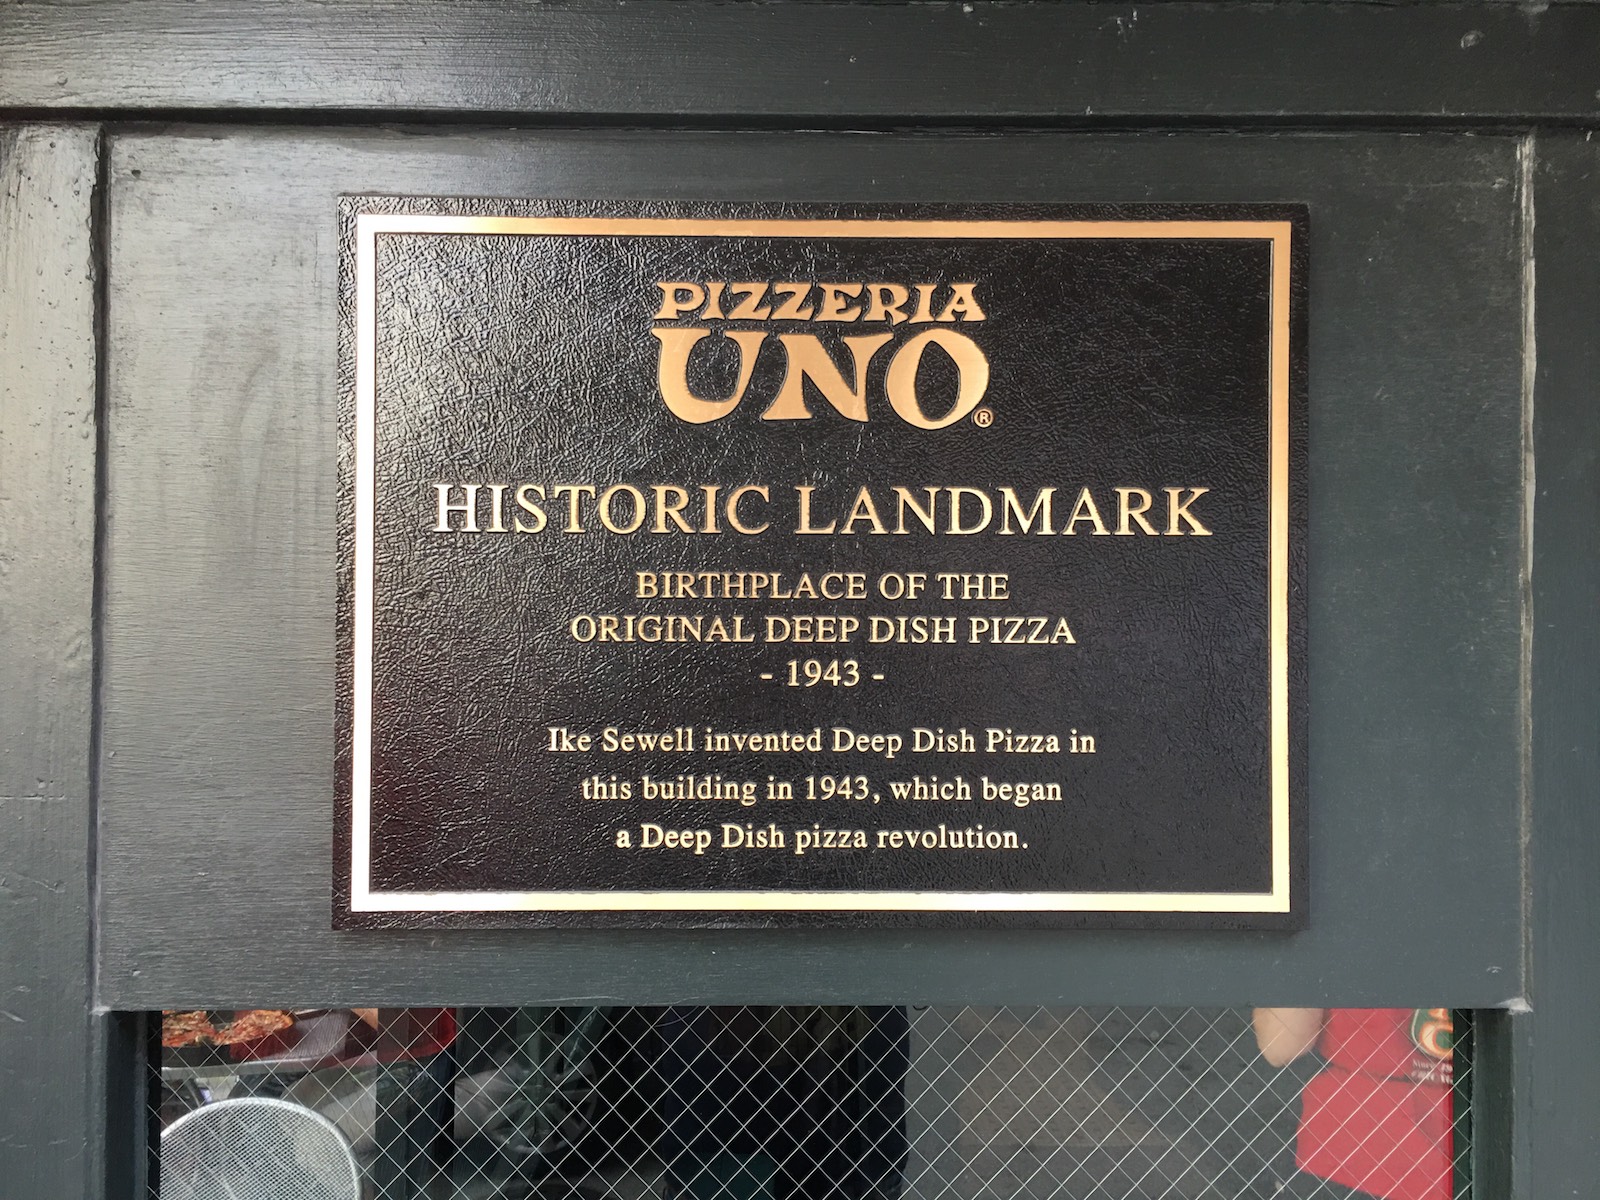 PIZZERIA
UNO®
HISTORIC LANDMARK
BIRTHPLACE OF THE
ORIGINAL DEEP DISH PIZZA
- 1943 -
Ike Sewell invented Deep Dish Pizza in
this building in 1943, which began
a Deep Dish pizza revolution.